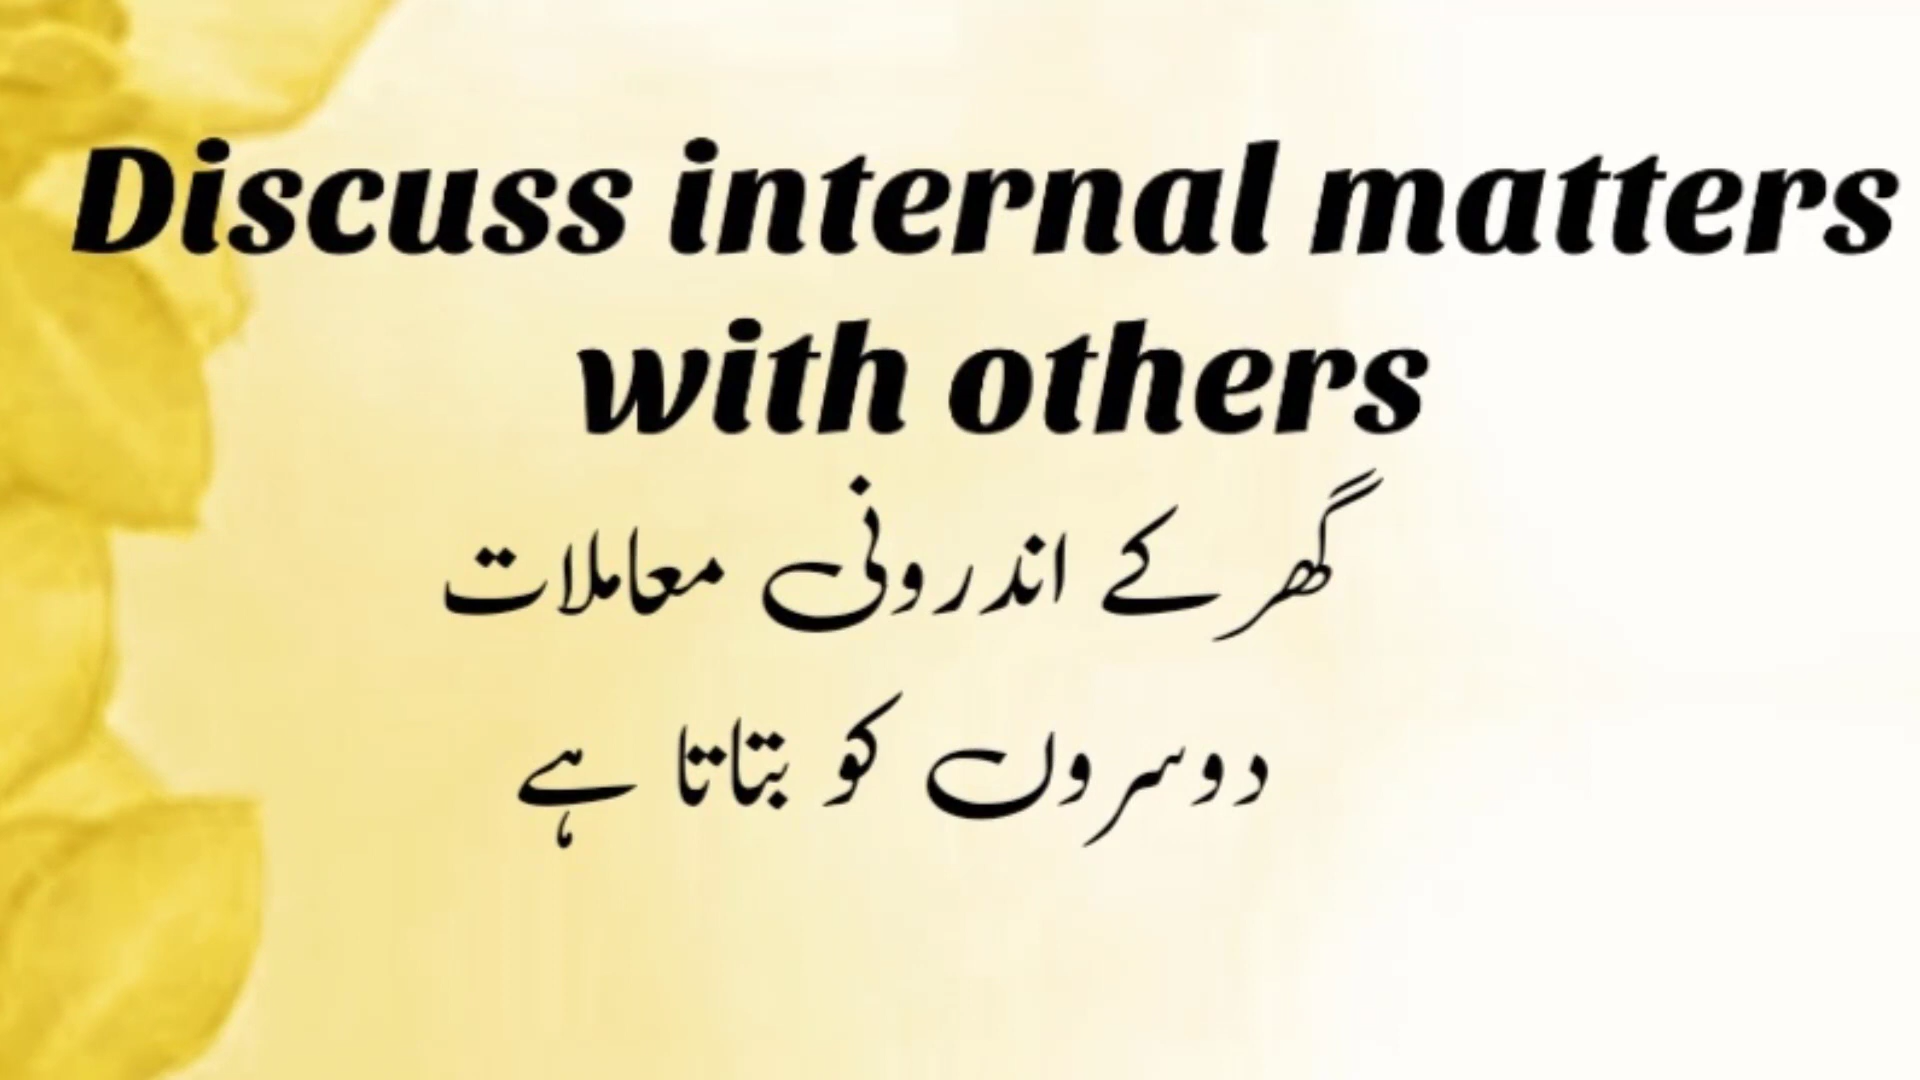 Discuss internal matters
with others
گھر کے اندرونی معاملات
دوسروں کو بتاتا ہے